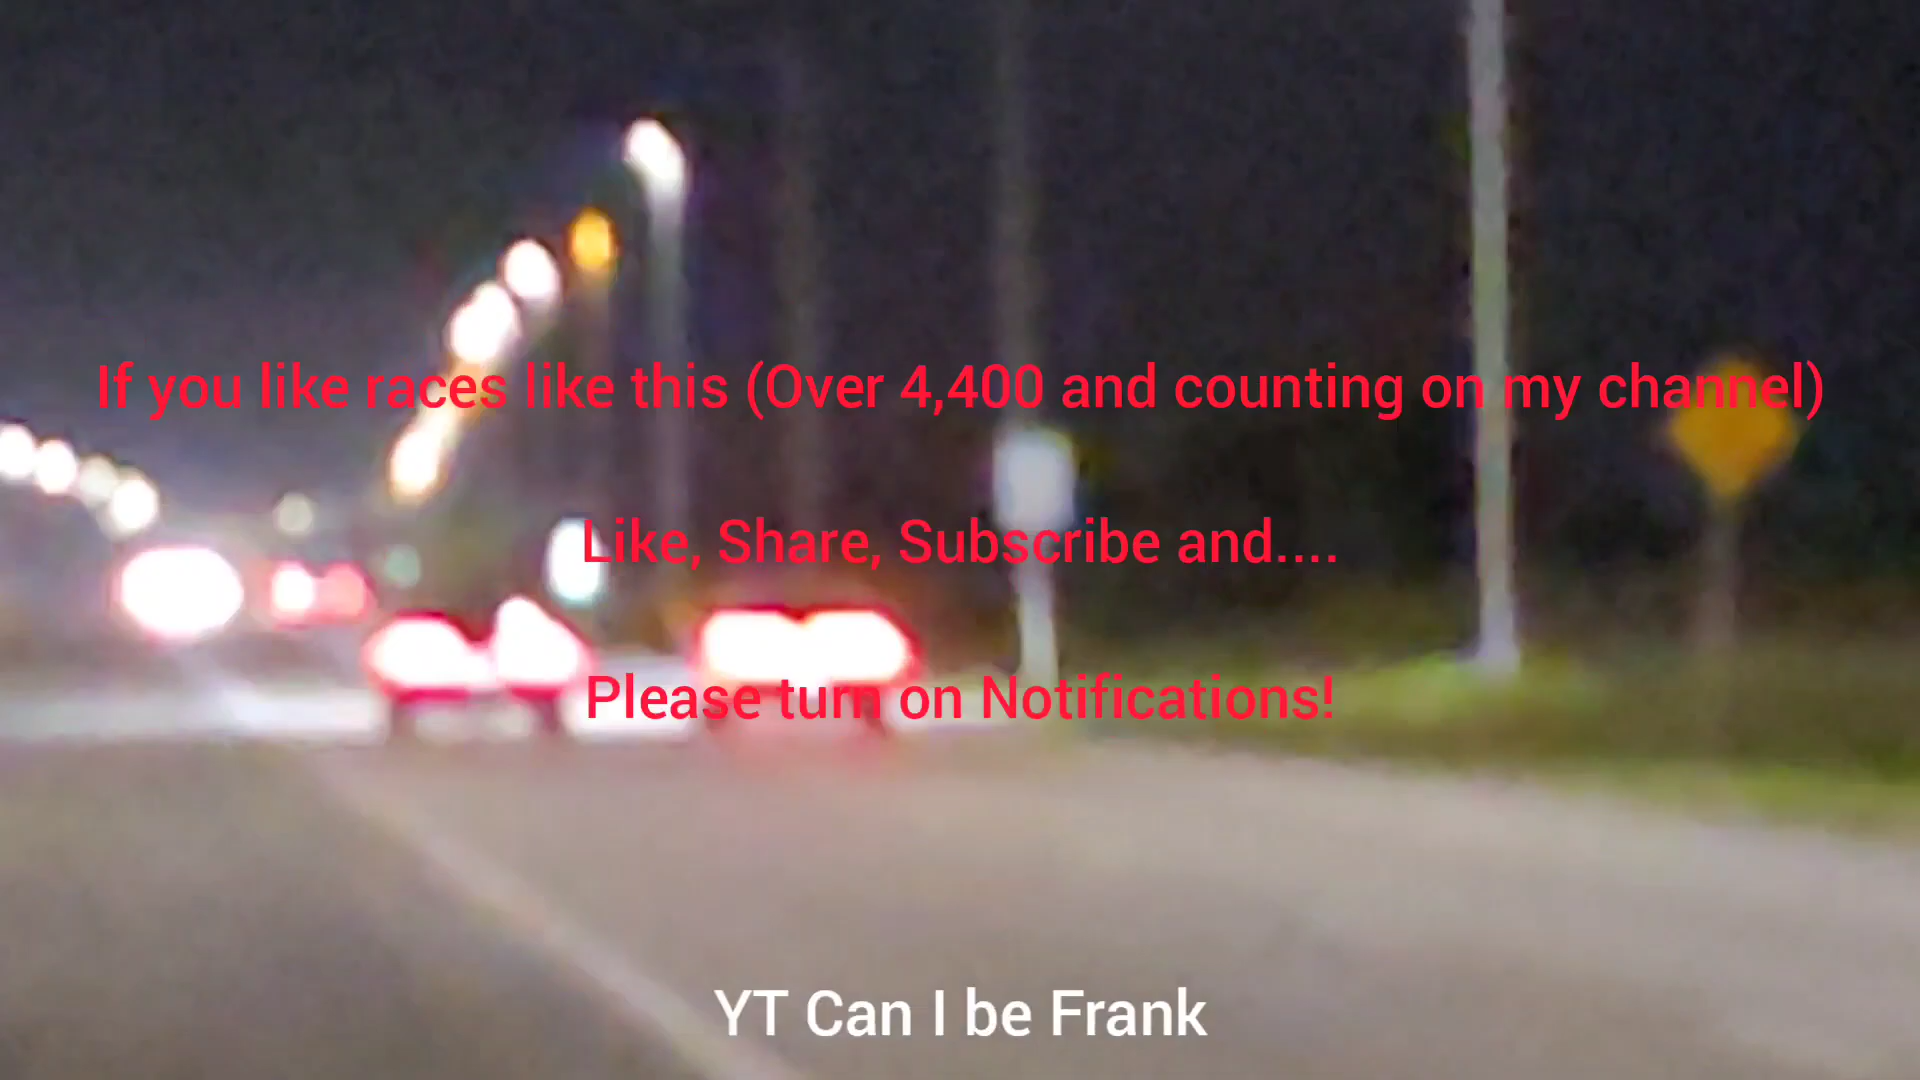 If you like races like this (Over 4,400 and counting on my channel)
Like, Share, Subscribe and....
Please turn on Notifications!
YT Can I be Frank